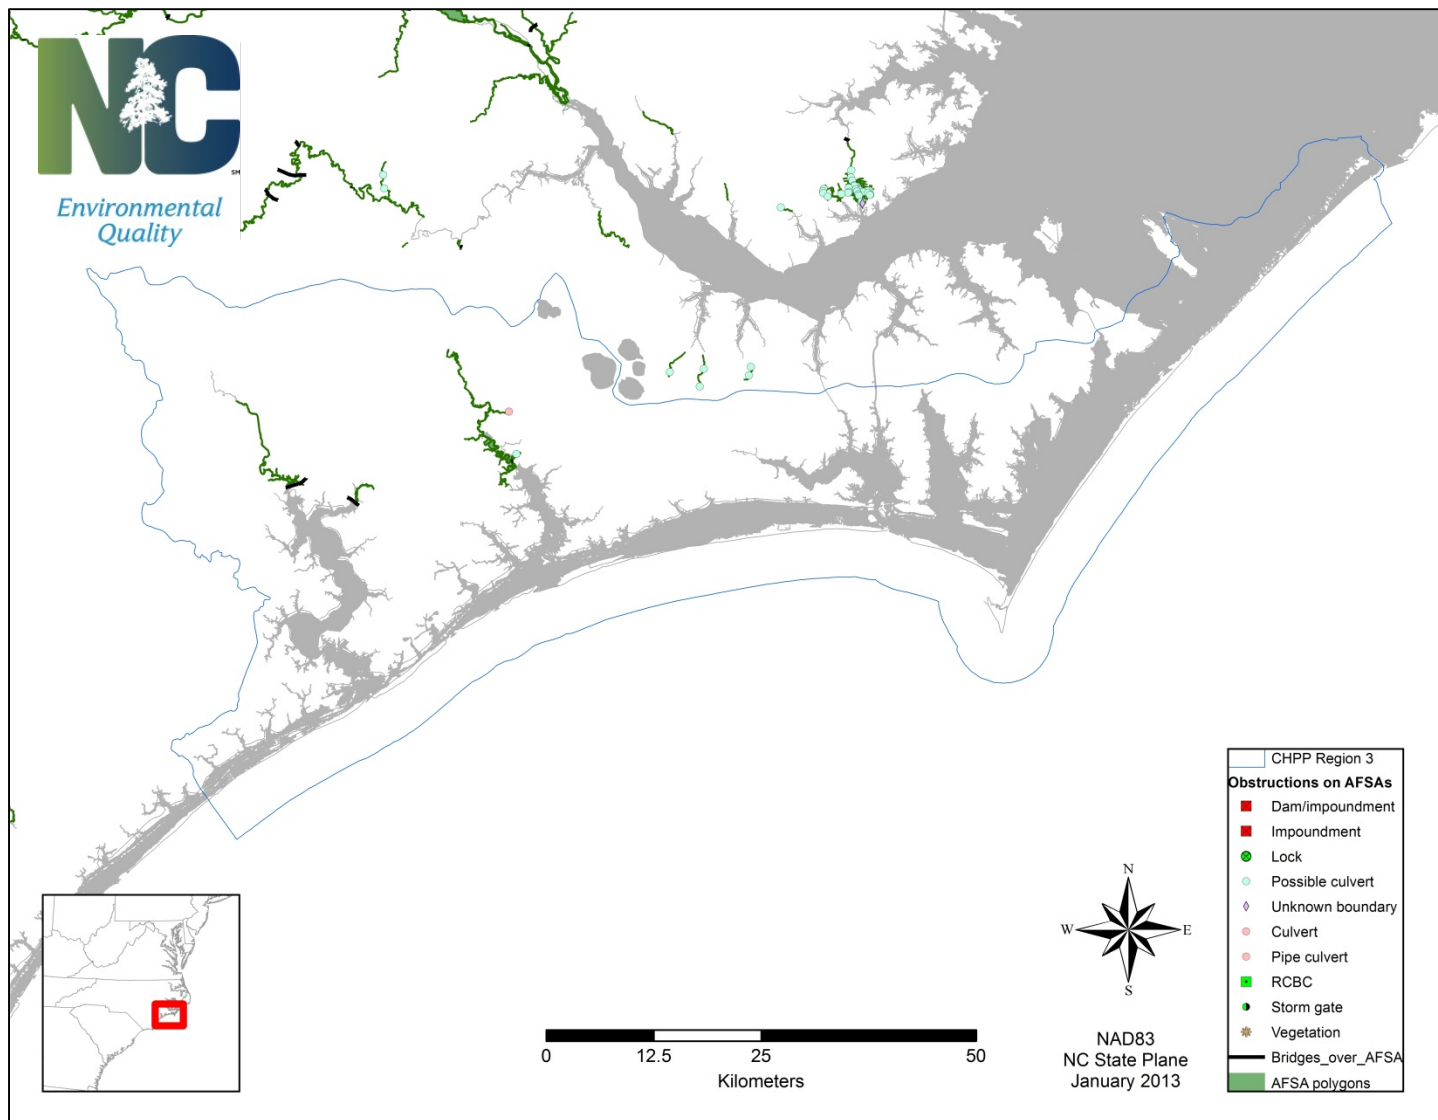 NC
SM
Environmental
Quality
CHPP Region 3
Obstructions on AFSAs
Dam/impoundment
Impoundment
Lock
Possible culvert
Unknown boundary
Culvert
Pipe culvert
RCBC
Storm gate
Vegetation
Bridges_over_AFSA
AFSA polygons
N
W E
S
0 12.5 25 50
Kilometers
NAD83
NC State Plane
January 2013